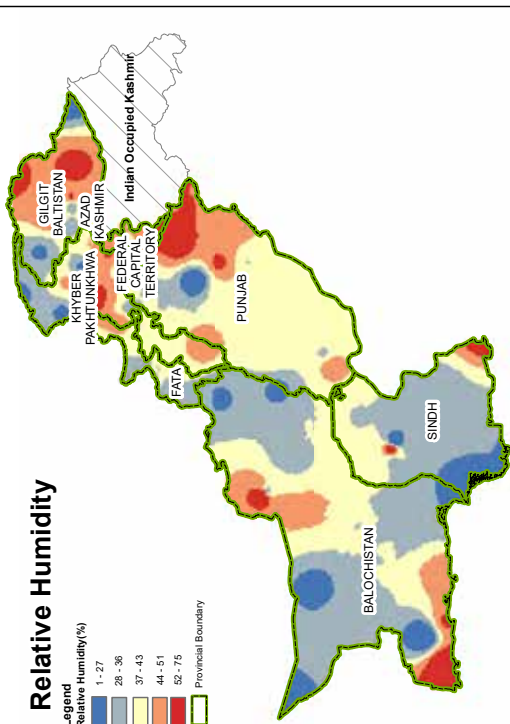 Relative Humidity
Legend
Relative Humidity(%)
1 - 27
28 - 36
37 - 43
44 - 51
52 - 75
Provincial Boundary
GILGIT
BALTISTAN
AZAD
KASHMIR
Indian Occupied Kashmir
KHYBER
PAKHTUNKHWA
FEDERAL
CAPITAL
TERRITORY
FATA
PUNJAB
BALOCHISTAN
SINDH